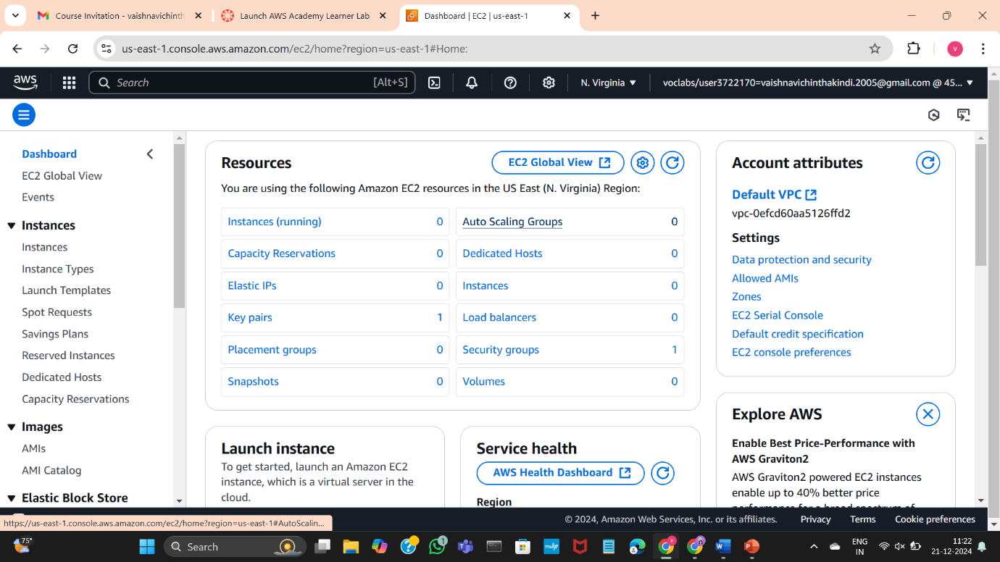 Course Invitation - vaishnavichinth
Launch AWS Academy Learner Lab
Dashboard | EC2 | us-east-1
us-east-1.console.aws.amazon.com/ec2/home?region=us-east-1#Home:
V
aws
Search
[Alt+S]
N. Virginia
voclabs/user3722170=vaishnavichinthakindi.2005@gmail.com @ 45...
Dashboard
EC2 Global View
Events
Instances
Instances
Instance Types
Launch Templates
Spot Requests
Savings Plans
Reserved Instances
Dedicated Hosts
Capacity Reservations
Images
AMIs
AMI Catalog
Elastic Block Store
Resources
EC2 Global View
You are using the following Amazon EC2 resources in the US East (N. Virginia) Region:
Instances (running) 0
Auto Scaling Groups 0
Capacity Reservations 0
Dedicated Hosts 0
Elastic IPs 0
Instances 0
Key pairs 1
Load balancers 0
Placement groups 0
Security groups 1
Snapshots 0
Volumes 0
Launch instance
To get started, launch an Amazon EC2
instance, which is a virtual server in the
cloud.
Service health
AWS Health Dashboard
Region
Account attributes
Default VPC
vpc-0efcd60aa5126ffd2
Settings
Data protection and security
Allowed AMIs
Zones
EC2 Serial Console
Default credit specification
EC2 console preferences
Explore AWS
Enable Best Price-Performance with
AWS Graviton2
AWS Graviton2 powered EC2 instances
enable up to 40% better price
performance for a broad spectrum of
https://us-east-1.console.aws.amazon.com/ec2/home?region=us-east-1#AutoScalin...
© 2024, Amazon Web Services, Inc. or its affiliates.
Privacy
Terms
Cookie preferences
75°
Search
1
myhp
ENG
IN
11:22
21-12-2024